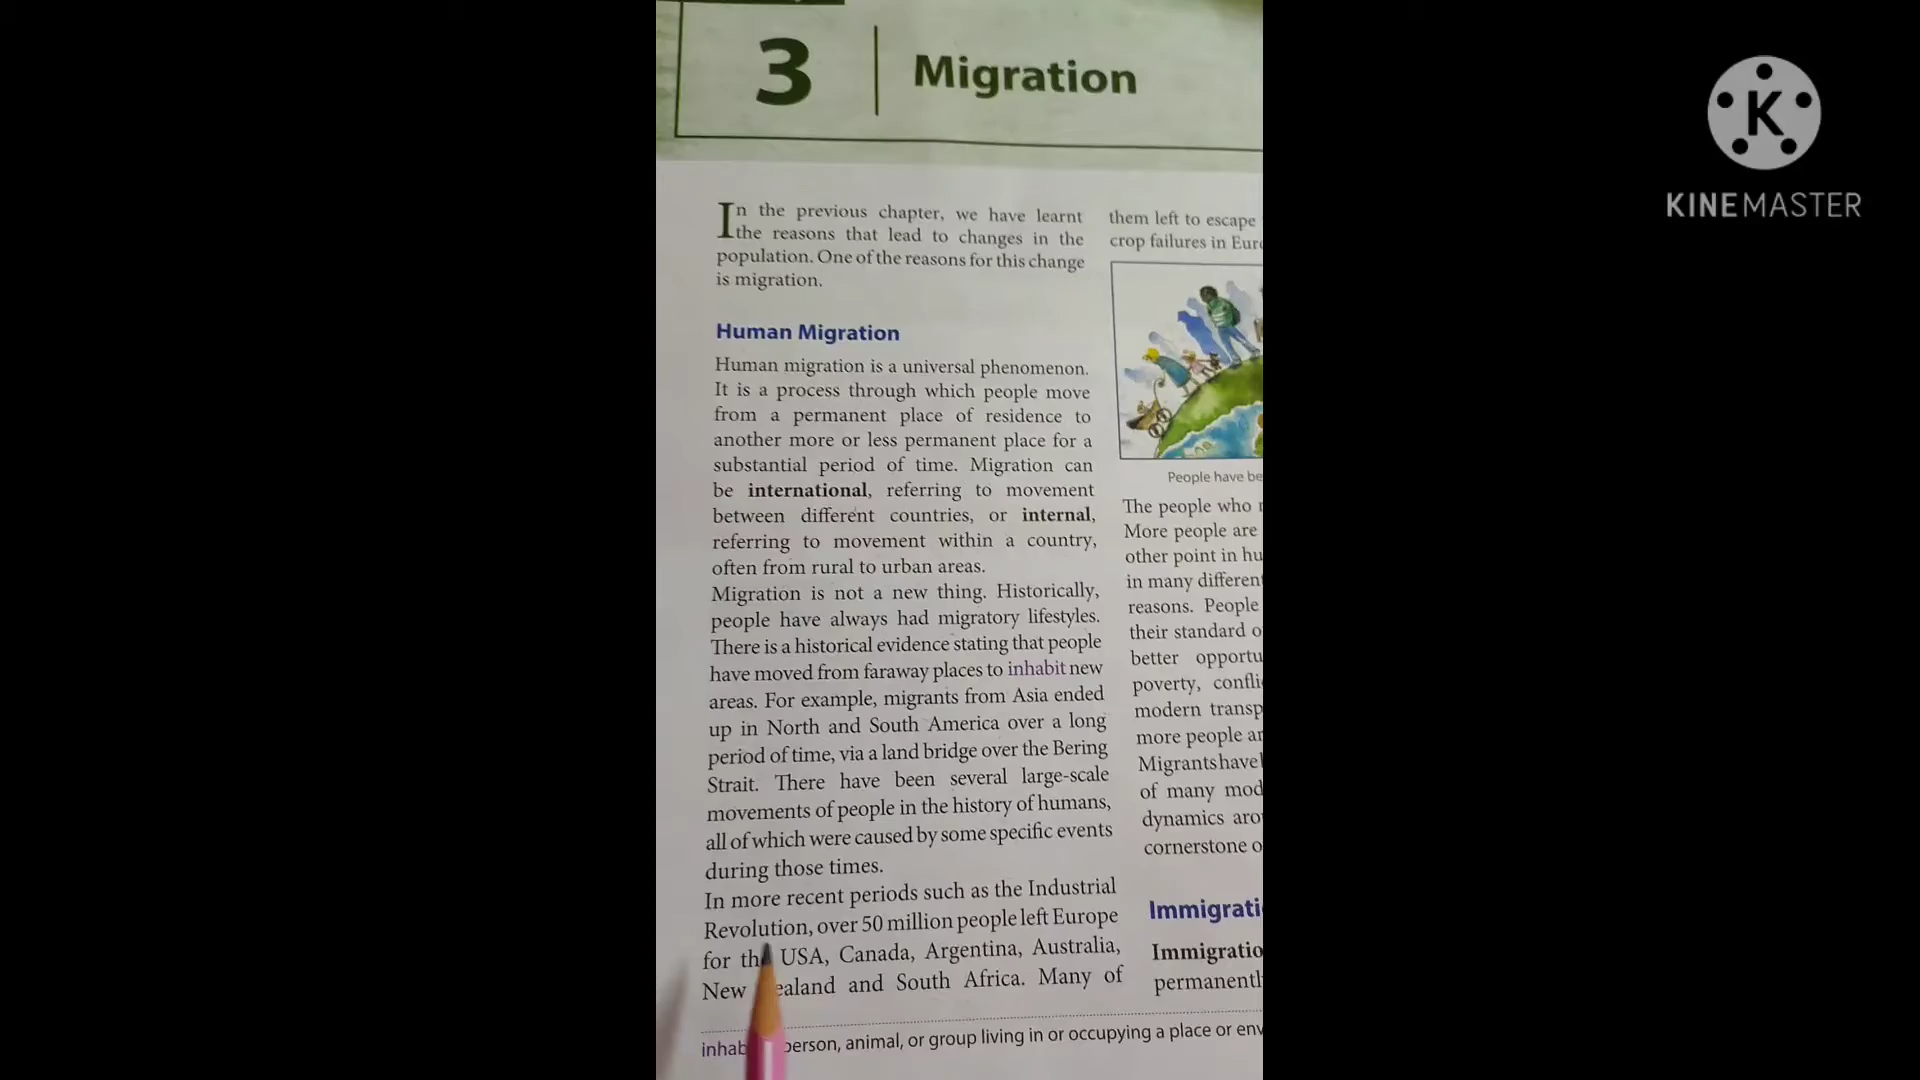 3
Migration
In the previous chapter, we have learnt
the reasons that lead to changes in the
population. One of the reasons for this change
is migration.
Human Migration
Human migration is a universal phenomenon.
It is a process through which people move
from a permanent place of residence to
another more or less permanent place for a
substantial period of time. Migration can
be international, referring to movement
between different countries, or internal,
referring to movement within a country,
often from rural to urban areas.
Migration is not a new thing. Historically,
people have always had migratory lifestyles.
There is a historical evidence stating that people
have moved from faraway places to inhabit new
areas. For example, migrants from Asia ended
up in North and South America over a long
period of time, via a land bridge over the Bering
Strait. There have been several large-scale
movements of people in the history of humans,
all of which were caused by some specific events
during those times.
In more recent periods such as the Industrial
Revolution, over 50 million people left Europe
for the USA, Canada, Argentina, Australia,
New ealand and South Africa. Many of
them left to escape
crop failures in
People have
The people who
More people are
other point in
in many
reasons. People
their standard
better
poverty,
modern
more people
Migrants have
of many
dynamics
cornerstone
person, animal, or group living in or occupying a place or
K
KINEMASTER